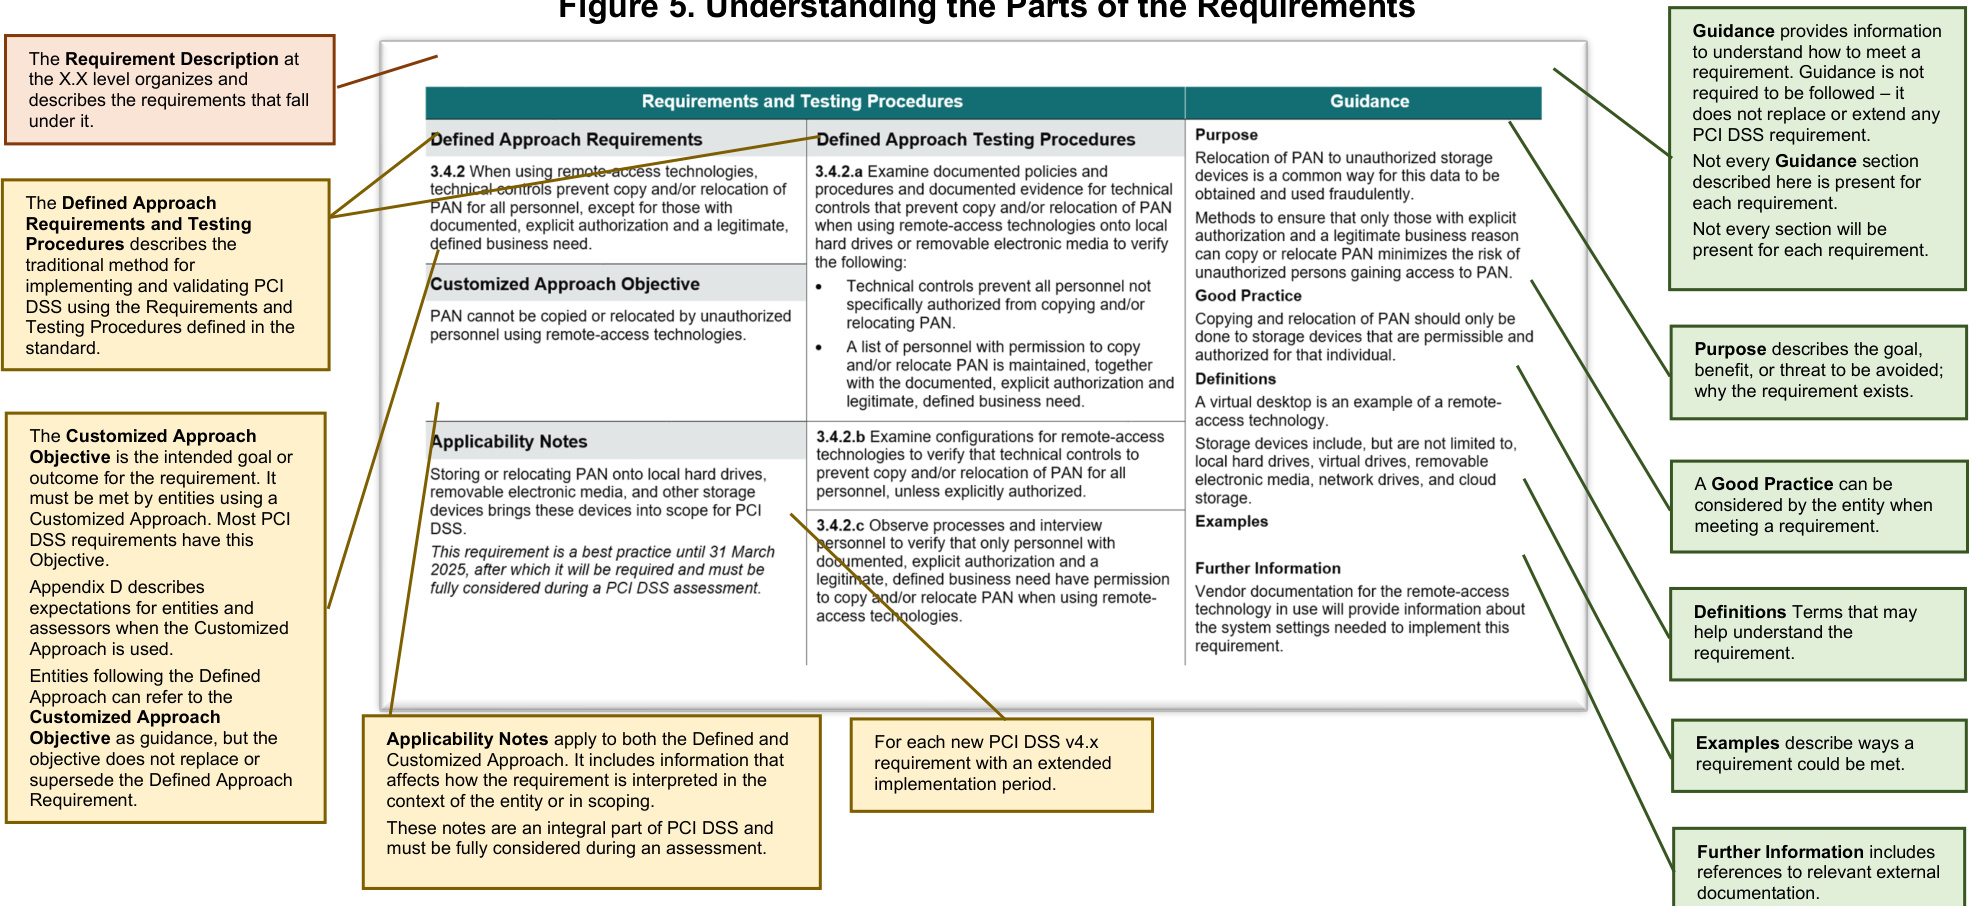 Figure 5. Understanding the Parts of the Requirements
The Requirement Description at
the X.X level organizes and
describes the requirements that fall
under it.
The Defined Approach
Requirements and Testing
Procedures describes the
traditional method for
implementing and validating PCI
DSS using the Requirements and
Testing Procedures defined in the
standard.
The Customized Approach
Objective is the intended goal or
outcome for the requirement. It
must be met by entities using a
Customized Approach. Most PCI
DSS requirements have this
Objective.
Appendix D describes
expectations for entities and
assessors when the Customized
Approach is used.
Entities following the Defined
Approach can refer to the
Customized Approach
Objective as guidance, but the
objective does not replace or
supersede the Defined Approach
Requirement.
Requirements and Testing Procedures
Guidance
Defined Approach Requirements
3.4.2 When using remote-access technologies,
technical controls prevent copy and/or relocation of
PAN for all personnel, except for those with
documented, explicit authorization and a legitimate,
defined business need.
Customized Approach Objective
PAN cannot be copied or relocated by unauthorized
personnel using remote-access technologies.
Applicability Notes
Storing or relocating PAN onto local hard drives,
removable electronic media, and other storage
devices brings these devices into scope for PCI
DSS.
This requirement is a best practice until 31 March
2025, after which it will be required and must be
fully considered during a PCI DSS assessment.
Defined Approach Testing Procedures
3.4.2.a Examine documented policies and
procedures and documented evidence for technical
controls that prevent copy and/or relocation of PAN
when using remote-access technologies onto local
hard drives or removable electronic media to verify
the following:
• Technical controls prevent all personnel not
specifically authorized from copying and/or
relocating PAN.
• A list of personnel with permission to copy
and/or relocate PAN is maintained, together
with the documented, explicit authorization and
legitimate, defined business need.
3.4.2.b Examine configurations for remote-access
technologies to verify that technical controls to
prevent copy and/or relocation of PAN for all
personnel, unless explicitly authorized.
3.4.2.c Observe processes and interview
personnel to verify that only personnel with
documented, explicit authorization and a
legitimate, defined business need have permission
to copy and/or relocate PAN when using remote-
access technologies.
Purpose
Relocation of PAN to unauthorized storage
devices is a common way for this data to be
obtained and used fraudulently.
Methods to ensure that only those with explicit
authorization and a legitimate business reason
can copy or relocate PAN minimizes the risk of
unauthorized persons gaining access to PAN.
Good Practice
Copying and relocation of PAN should only be
done to storage devices that are permissible and
authorized for that individual.
Definitions
A virtual desktop is an example of a remote-
access technology.
Storage devices include, but are not limited to,
local hard drives, virtual drives, removable
electronic media, network drives, and cloud
storage.
Examples
Further Information
Vendor documentation for the remote-access
technology in use will provide information about
the system settings needed to implement this
requirement.
Applicability Notes apply to both the Defined and
Customized Approach. It includes information that
affects how the requirement is interpreted in the
context of the entity or in scoping.
These notes are an integral part of PCI DSS and
must be fully considered during an assessment.
For each new PCI DSS v4.x
requirement with an extended
implementation period.
Guidance provides information
to understand how to meet a
requirement. Guidance is not
required to be followed – it
does not replace or extend any
PCI DSS requirement.
Not every Guidance section
described here is present for
each requirement.
Not every section will be
present for each requirement.
Purpose describes the goal,
benefit, or threat to be avoided;
why the requirement exists.
A Good Practice can be
considered by the entity when
meeting a requirement.
Definitions Terms that may
help understand the
requirement.
Examples describe ways a
requirement could be met.
Further Information includes
references to relevant external
documentation.